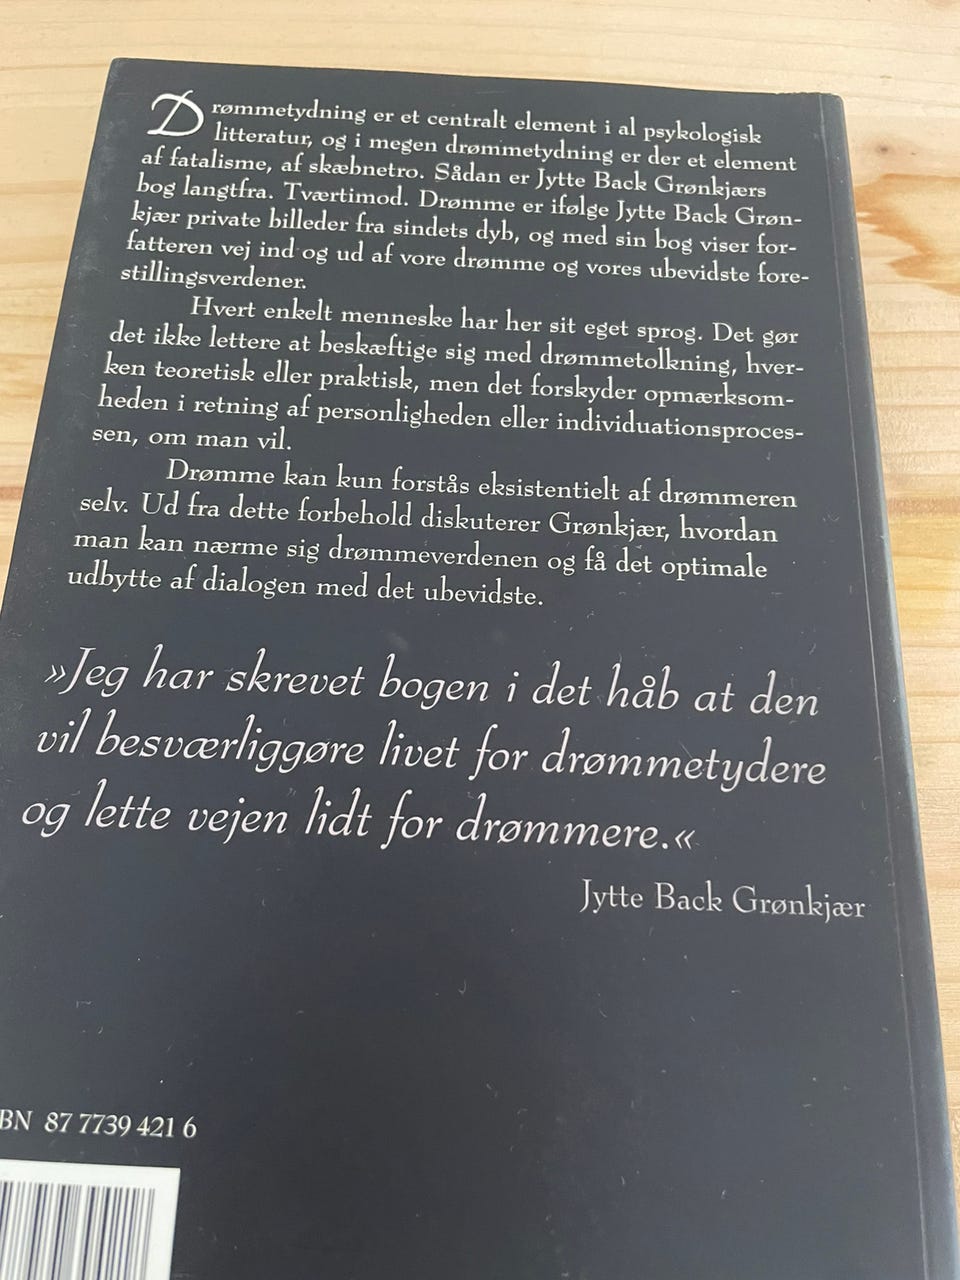 Drømmetydning er et centralt element i al psykologisk
litteratur, og i megen drømmetydning er der et element
af fatalisme, af skæbnetro. Sådan er Jytte Back Grønkjærs
bog langtfra. Tværtimod. Drømme er ifølge Jytte Back Grøn-
kjær private billeder fra sindets dyb, og med sin bog viser for-
fatteren vej ind og ud af vore drømme og vores ubevidste fore-
stillingsverdener.
Hvert enkelt menneske har her sit eget sprog. Det gør
det ikke lettere at beskæftige sig med drømmetolkning, hver-
ken teoretisk eller praktisk, men det forskyder opmærksom-
heden i retning af personligheden eller individuationsproces-
sen, om man vil.
Drømme kan kun forstås eksistentielt af drømmeren
selv. Ud fra dette forbehold diskuterer Grønkjær, hvordan
man kan nærme sig drømmeverdenen og få det optimale
udbytte af dialogen med det ubevidste.
»Jeg har skrevet bogen i det håb at den
vil besværliggøre livet for drømmetydere
og lette vejen lidt for drømmere.«
Jytte Back Grønkjær
BN 87 7739 421 6